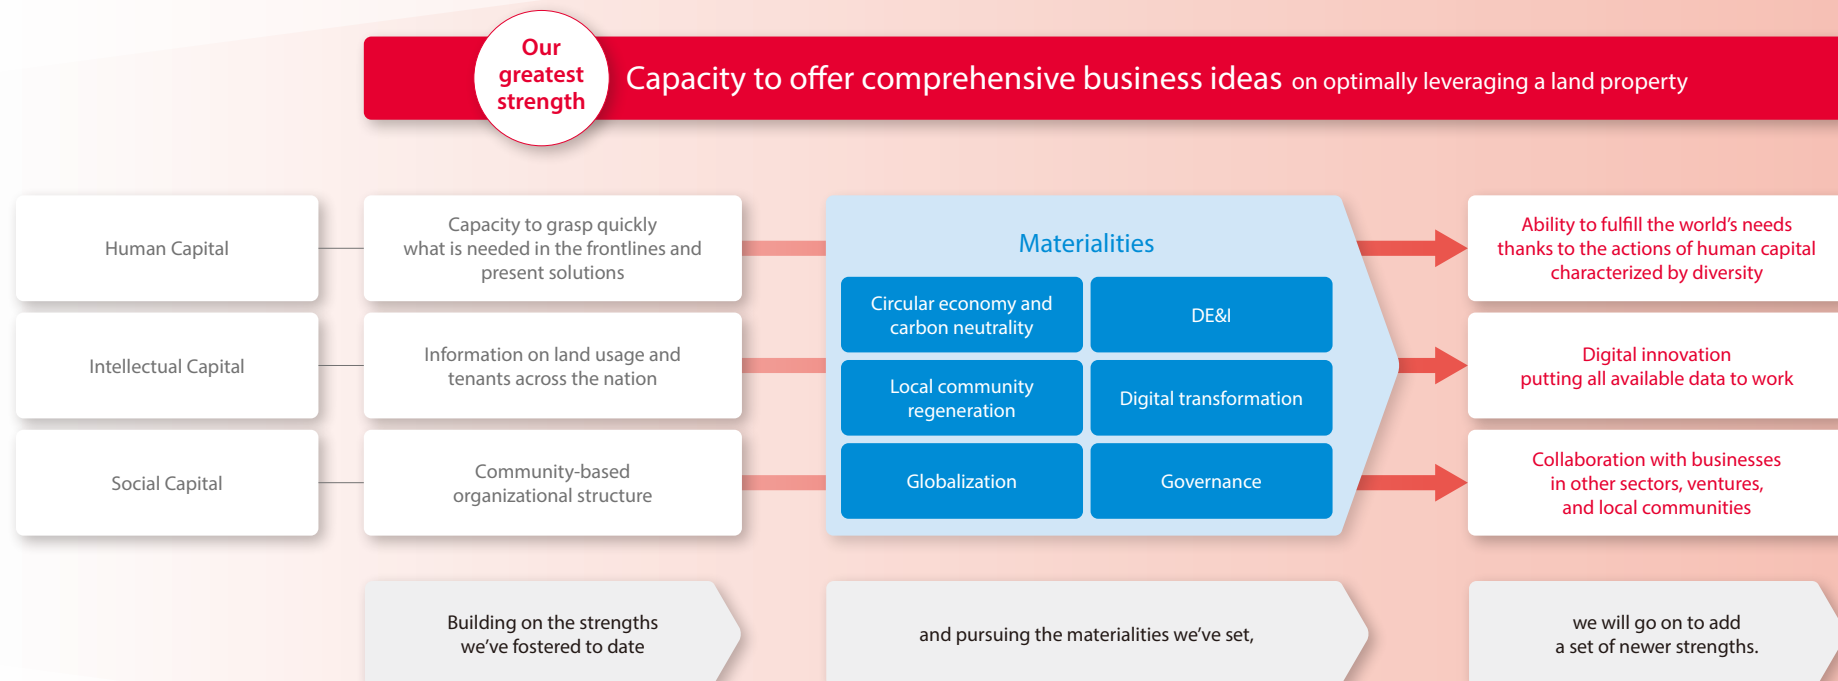 Our
greatest
strength
Capacity to offer comprehensive business ideas on optimally leveraging a land property
Human Capital
Capacity to grasp quickly
what is needed in the frontlines and
present solutions
Intellectual Capital
Information on land usage and
tenants across the nation
Social Capital
Community-based
organizational structure
Materialities
Circular economy and
carbon neutrality
DE&I
Local community
regeneration
Digital transformation
Globalization
Governance
Ability to fulfill the world's needs
thanks to the actions of human capital
characterized by diversity
Digital innovation
putting all available data to work
Collaboration with businesses
in other sectors, ventures,
and local communities
Building on the strengths
we've fostered to date
and pursuing the materialities we've set,
we will go on to add
a set of newer strengths.